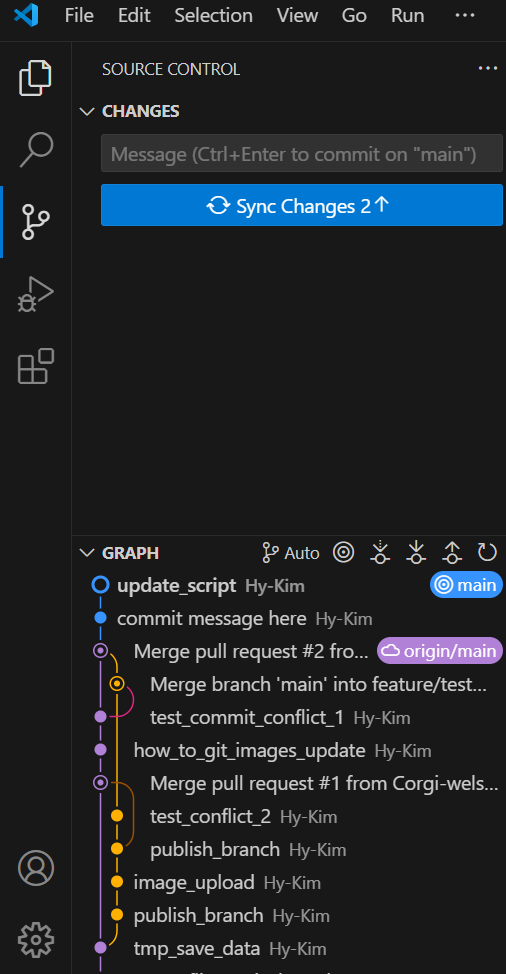 File Edit Selection View Go Run ···
SOURCE CONTROL ···
CHANGES
Message (Ctrl+Enter to commit on "main")
Sync Changes 2↑
GRAPH Auto
update_script Hy-Kim main
commit message here Hy-Kim
Merge pull request #2 fro... origin/main
Merge branch 'main' into feature/test...
test_commit_conflict_1 Hy-Kim
how_to_git_images_update Hy-Kim
Merge pull request #1 from Corgi-wels...
test_conflict_2 Hy-Kim
publish_branch Hy-Kim
image_upload Hy-Kim
publish_branch Hy-Kim
tmp_save_data Hy-Kim